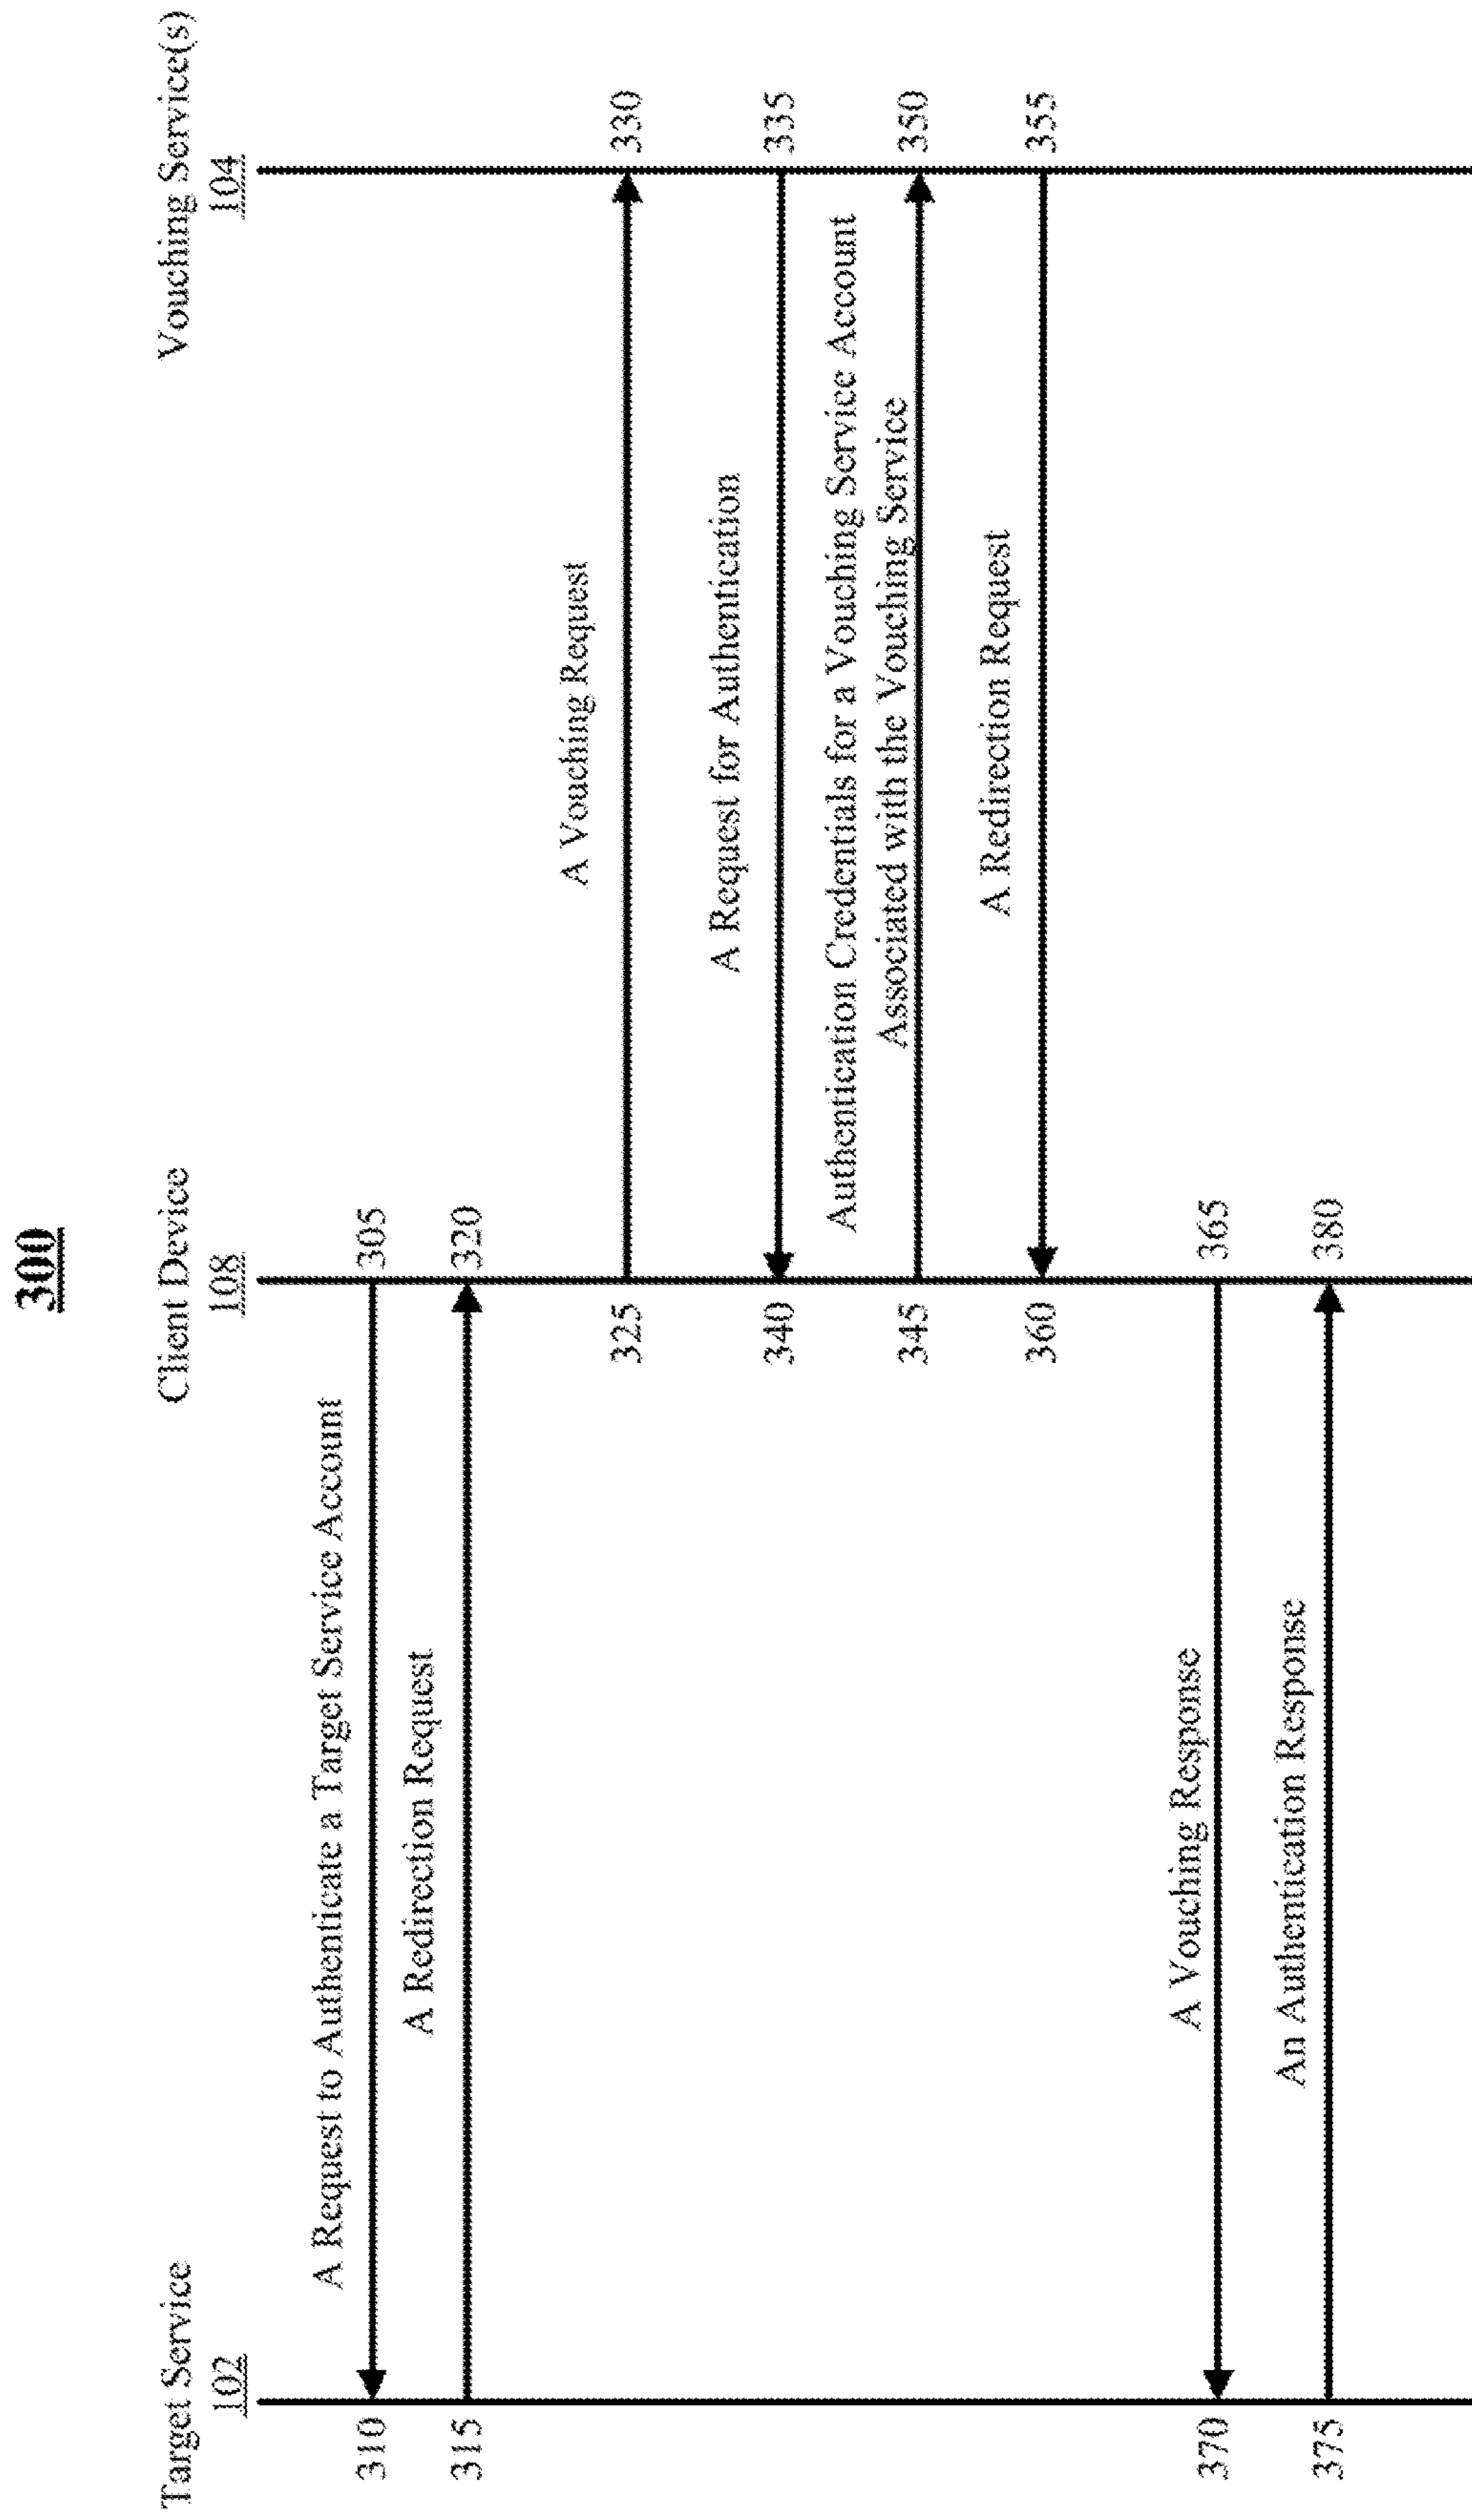 300
Target Service
102
Client Device
108
Vouching Service(s)
104
A Request to Authenticate a Target Service Account
310
305
A Redirection Request
315
320
A Vouching Request
325
330
A Request for Authentication
340
335
Authentication Credentials for a Vouching Service Account
Associated with the Vouching Service
345
350
A Redirection Request
360
355
A Vouching Response
370
365
An Authentication Response
375
380